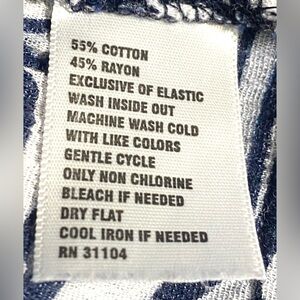 55% COTTON
45% RAYON
EXCLUSIVE OF ELASTIC
WASH INSIDE OUT
MACHINE WASH COLD
WITH LIKE COLORS
GENTLE CYCLE
ONLY NON CHLORINE
BLEACH IF NEEDED
DRY FLAT
COOL IRON IF NEEDED
RN 31104